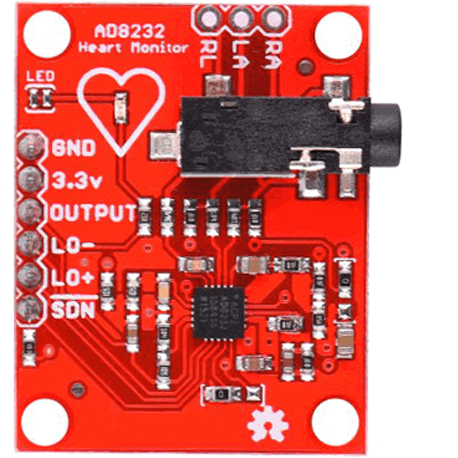 AD8232
Heart Monitor
RL LA RA
LED
GND
3.3v
OUTPUT
LO-
LO+
SDN